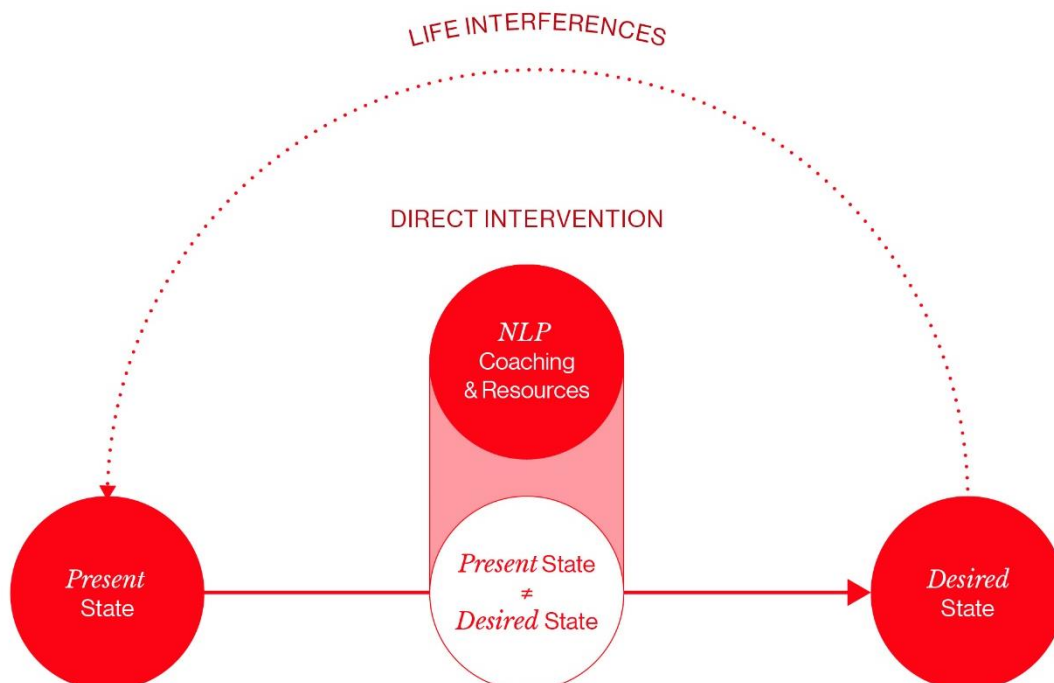 LIFE INTERFERENCES
DIRECT INTERVENTION
NLP
Coaching
& Resources
Present
State
Present State
≠
Desired State
Desired
State